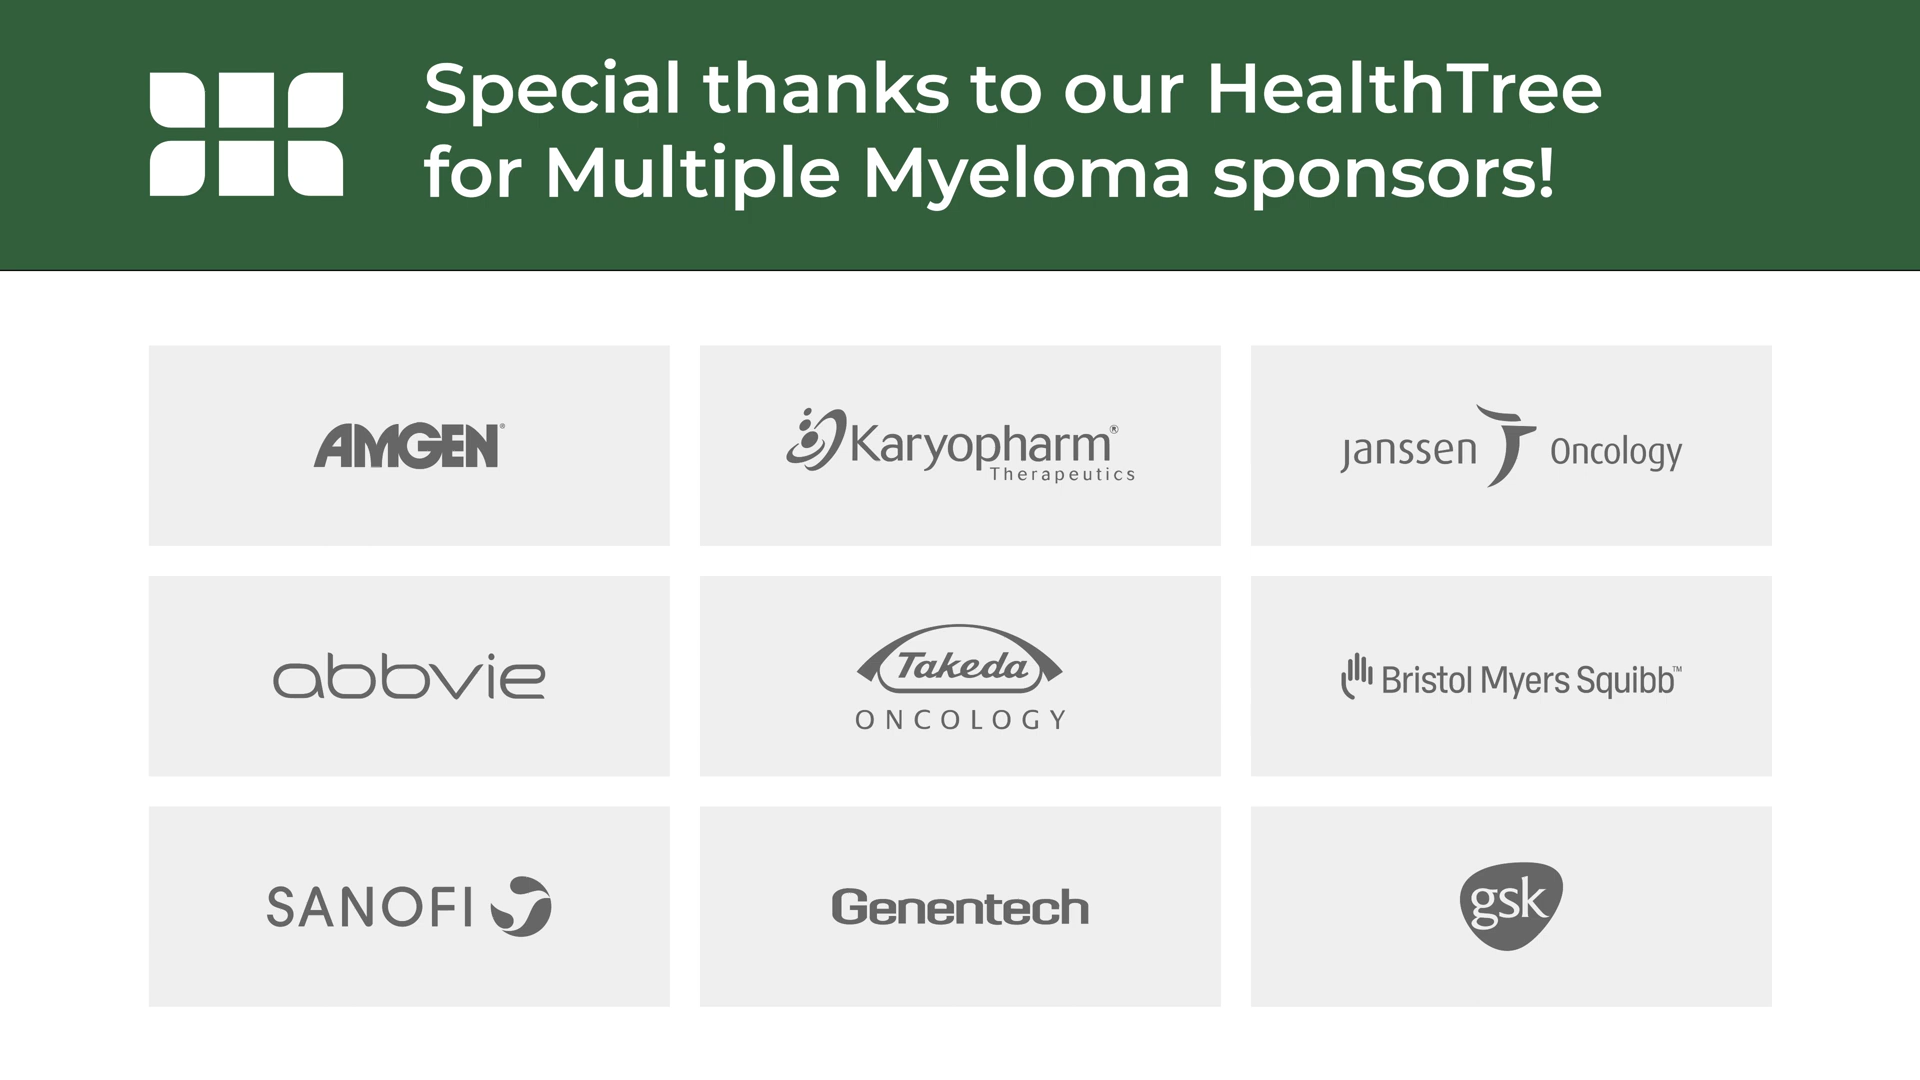 Special thanks to our HealthTree
for Multiple Myeloma sponsors!
AMGEN®
Karyopharm®
Therapeutics
janssen Oncology
abbvie
Takeda
ONCOLOGY
Bristol Myers Squibb™
SANOFI
Genentech
gsk